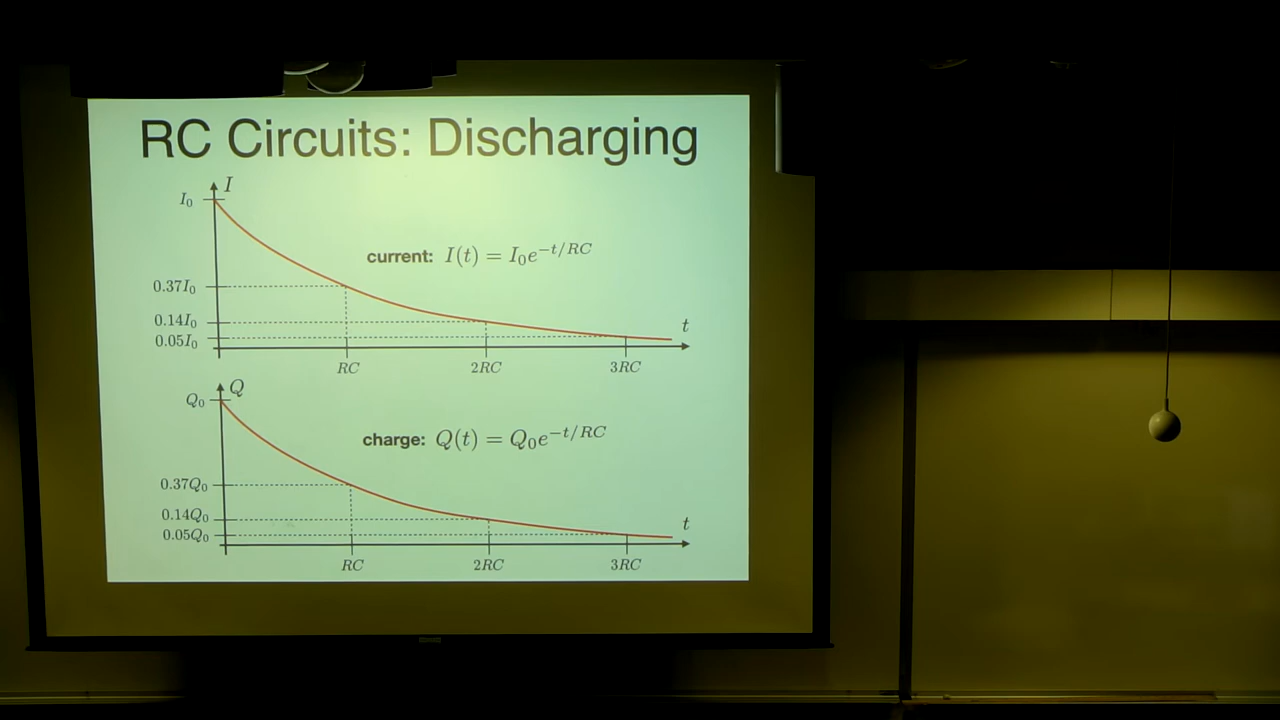 RC Circuits: Discharging
I
I₀
current: I(t) = I₀e^{-t/RC}
0.37I₀
0.14I₀
0.05I₀
t
RC 2RC 3RC
Q
Q₀
charge: Q(t) = Q₀e^{-t/RC}
0.37Q₀
0.14Q₀
0.05Q₀
t
RC 2RC 3RC